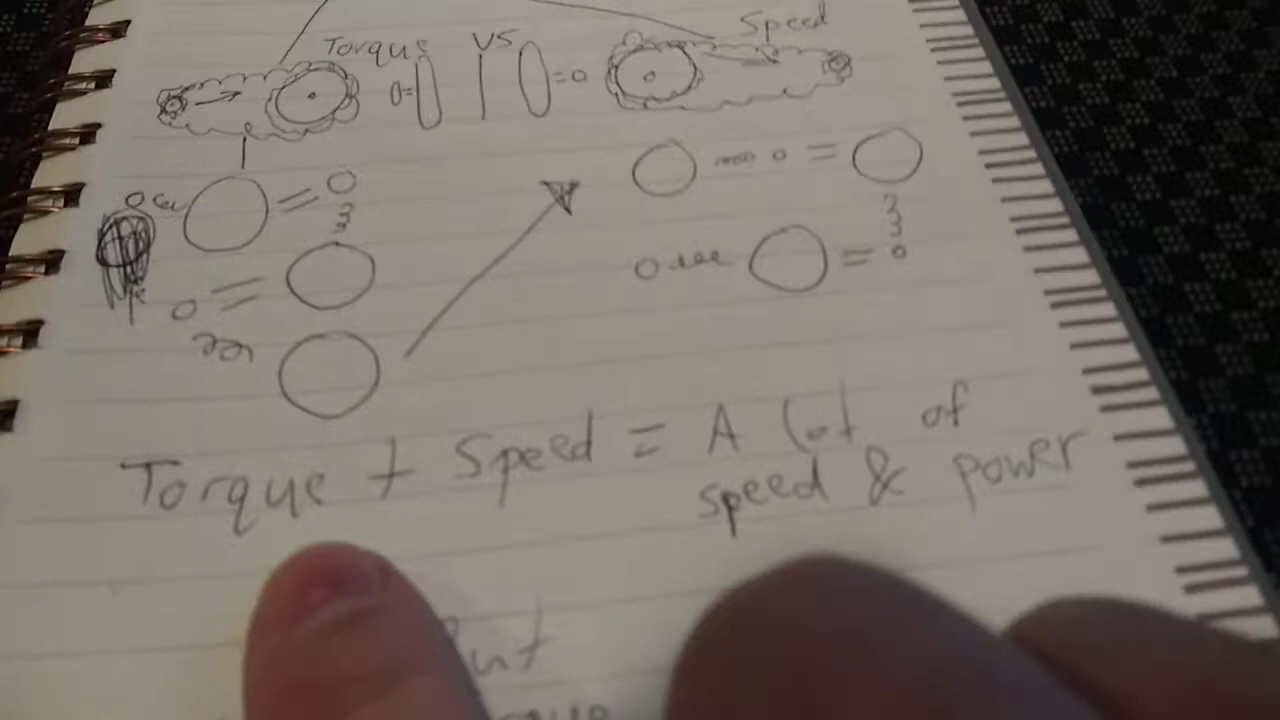 Speed
Torque VS
Torque + Speed = A lot of
speed & power